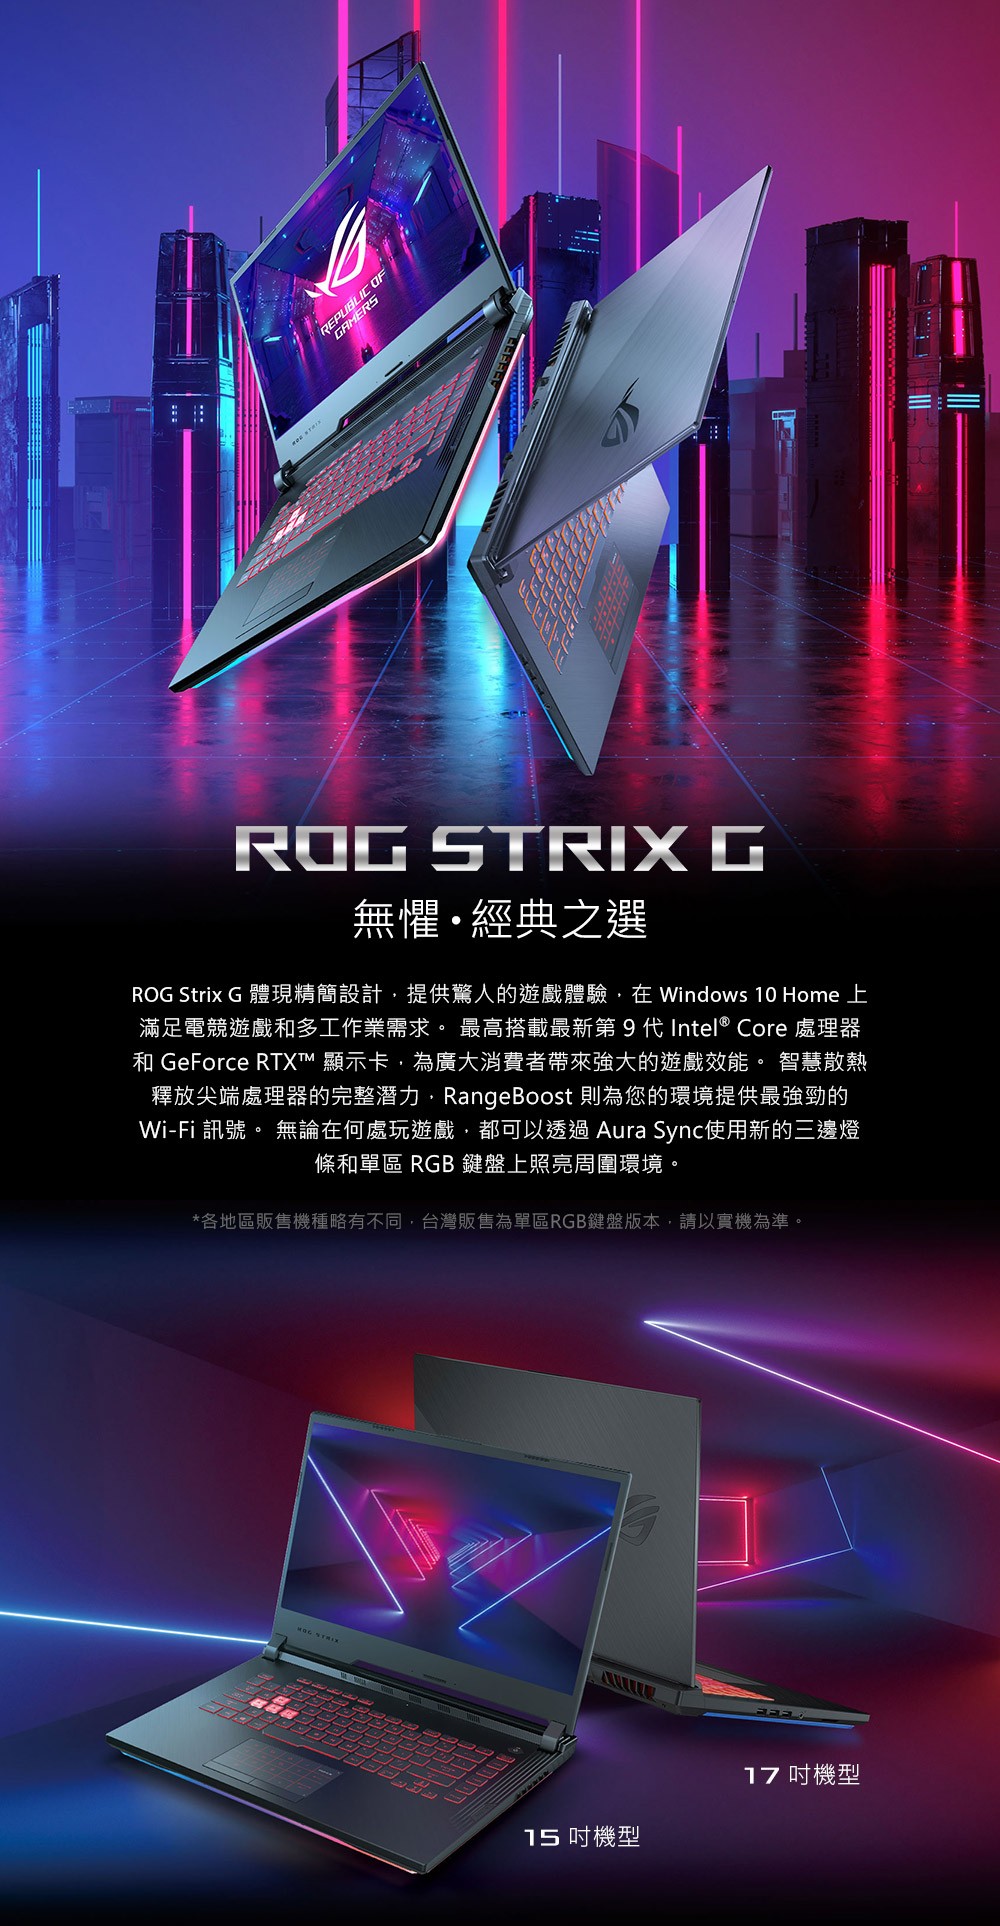 REPUBLIC OF
GAMERS
ROG STRIX
ROG STRIX G
無懼·經典之選
ROG Strix G 體現精簡設計，提供驚人的遊戲體驗，在 Windows 10 Home 上
滿足電競遊戲和多工作業需求。 最高搭載最新第 9 代 Intel® Core 處理器
和 GeForce RTX™ 顯示卡，為廣大消費者帶來強大的遊戲效能。 智慧散熱
釋放尖端處理器的完整潛力，RangeBoost 則為您的環境提供最強勁的
Wi-Fi 訊號。 無論在何處玩遊戲，都可以透過 Aura Sync使用新的三邊燈
條和單區 RGB 鍵盤上照亮周圍環境。
*各地區販售機種略有不同，台灣販售為單區RGB鍵盤版本，請以實機為準。
ROG STRIX
17 吋機型
15 吋機型